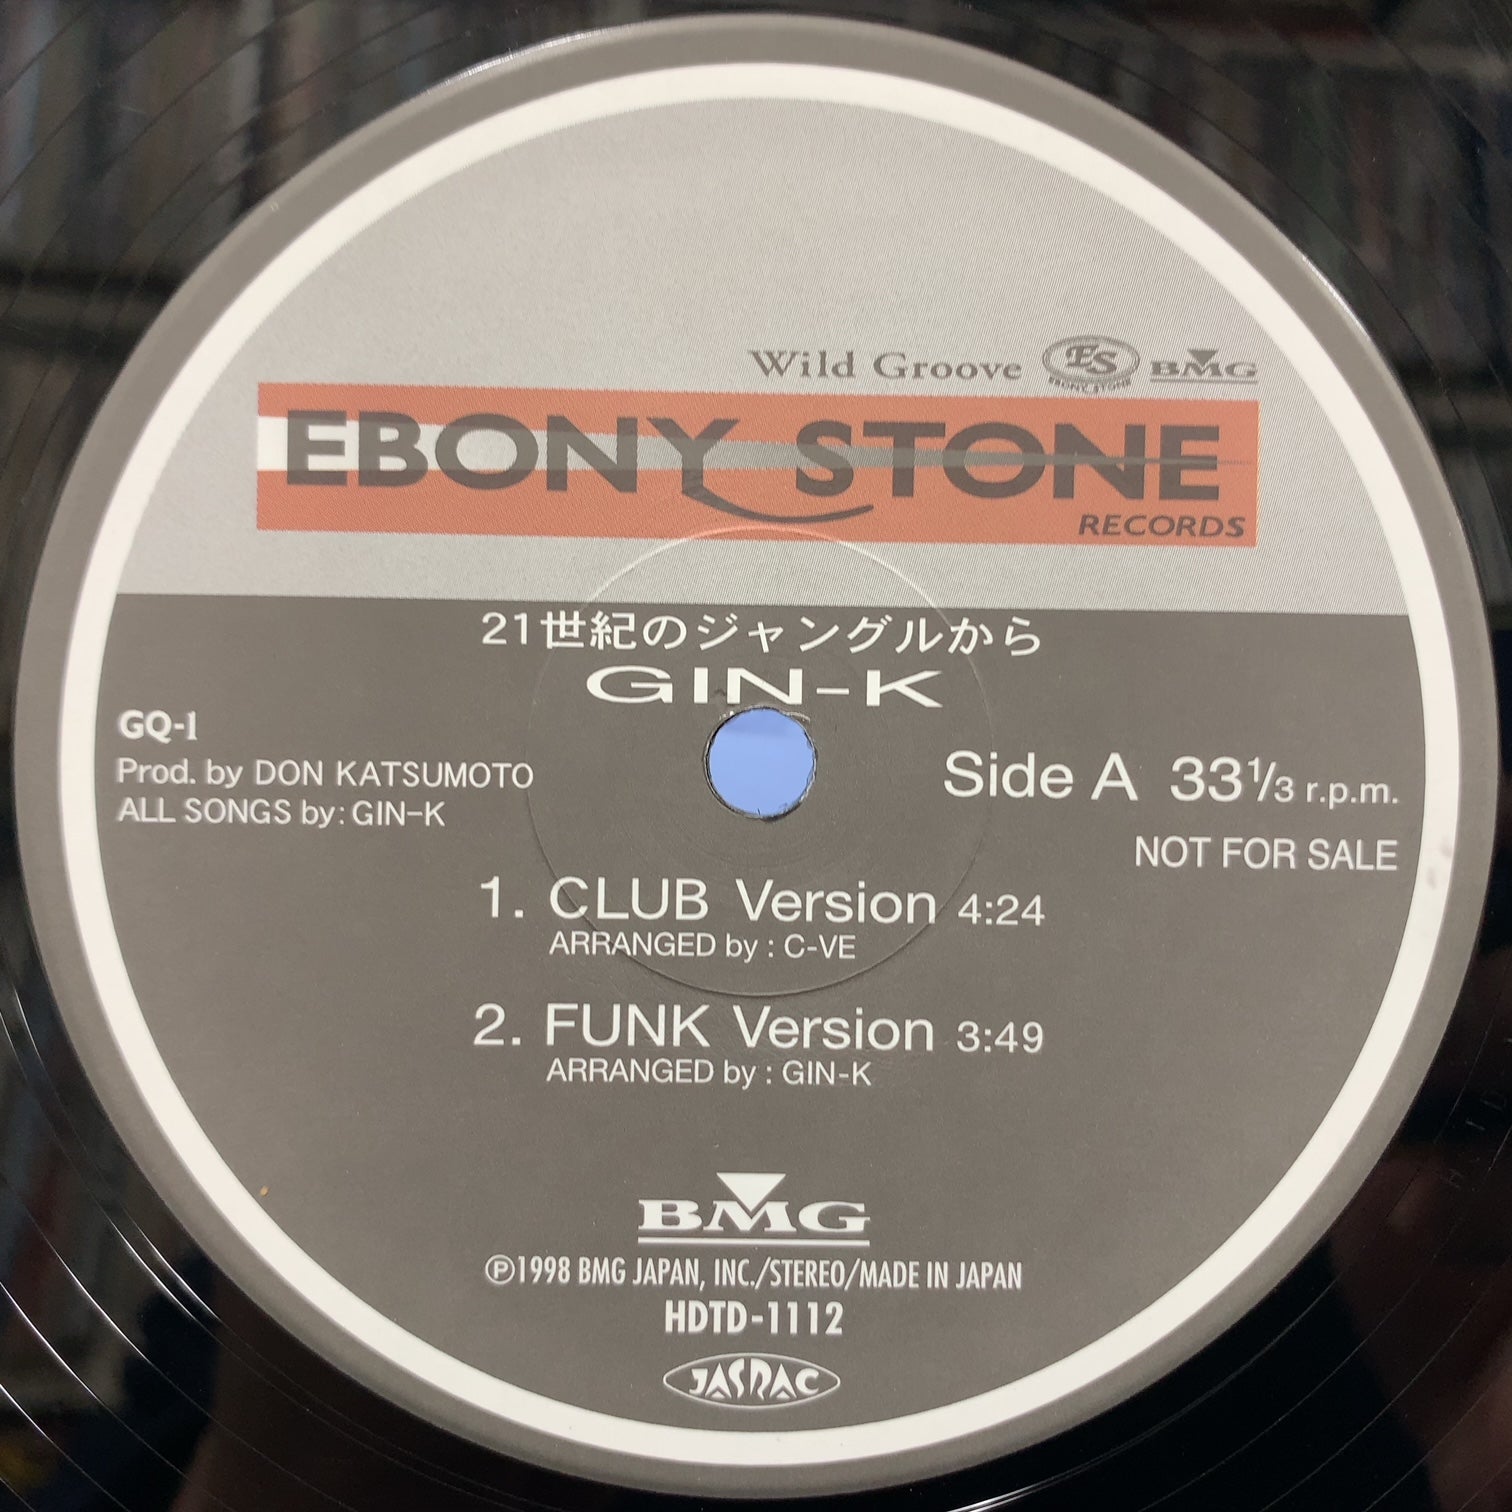 Wild Groove ES EBONY STONE BMG
EBONY STONE
RECORDS
21世紀のジャングルから
GIN-K
GQ-1
Prod. by DON KATSUMOTO
ALL SONGS by: GIN-K
Side A 33⅓ r.p.m.
NOT FOR SALE
1. CLUB Version 4:24
ARRANGED by : C-VE
2. FUNK Version 3:49
ARRANGED by : GIN-K
BMG
℗1998 BMG JAPAN, INC./STEREO/MADE IN JAPAN
HDTD-1112
JASRAC